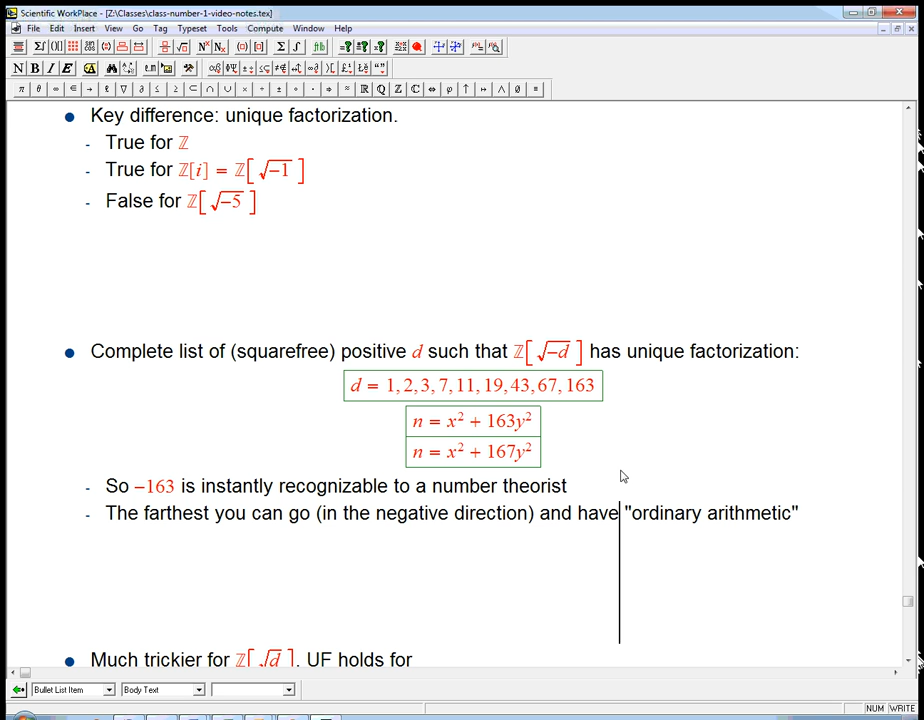 Scientific WorkPlace - [Z:\Classes\class-number-1-video-notes.tex]
File Edit Insert View Go Tag Typeset Tools Compute Window Help
• Key difference: unique factorization.
- True for ℤ
- True for ℤ[i] = ℤ[√−1]
- False for ℤ[√−5]
• Complete list of (squarefree) positive d such that ℤ[√−d] has unique factorization:
d = 1, 2, 3, 7, 11, 19, 43, 67, 163
n = x² + 163y²
n = x² + 167y²
- So −163 is instantly recognizable to a number theorist
- The farthest you can go (in the negative direction) and have "ordinary arithmetic"
• Much trickier for ℤ[√d]. UF holds for
Bullet List Item Body Text
NUM WRITE